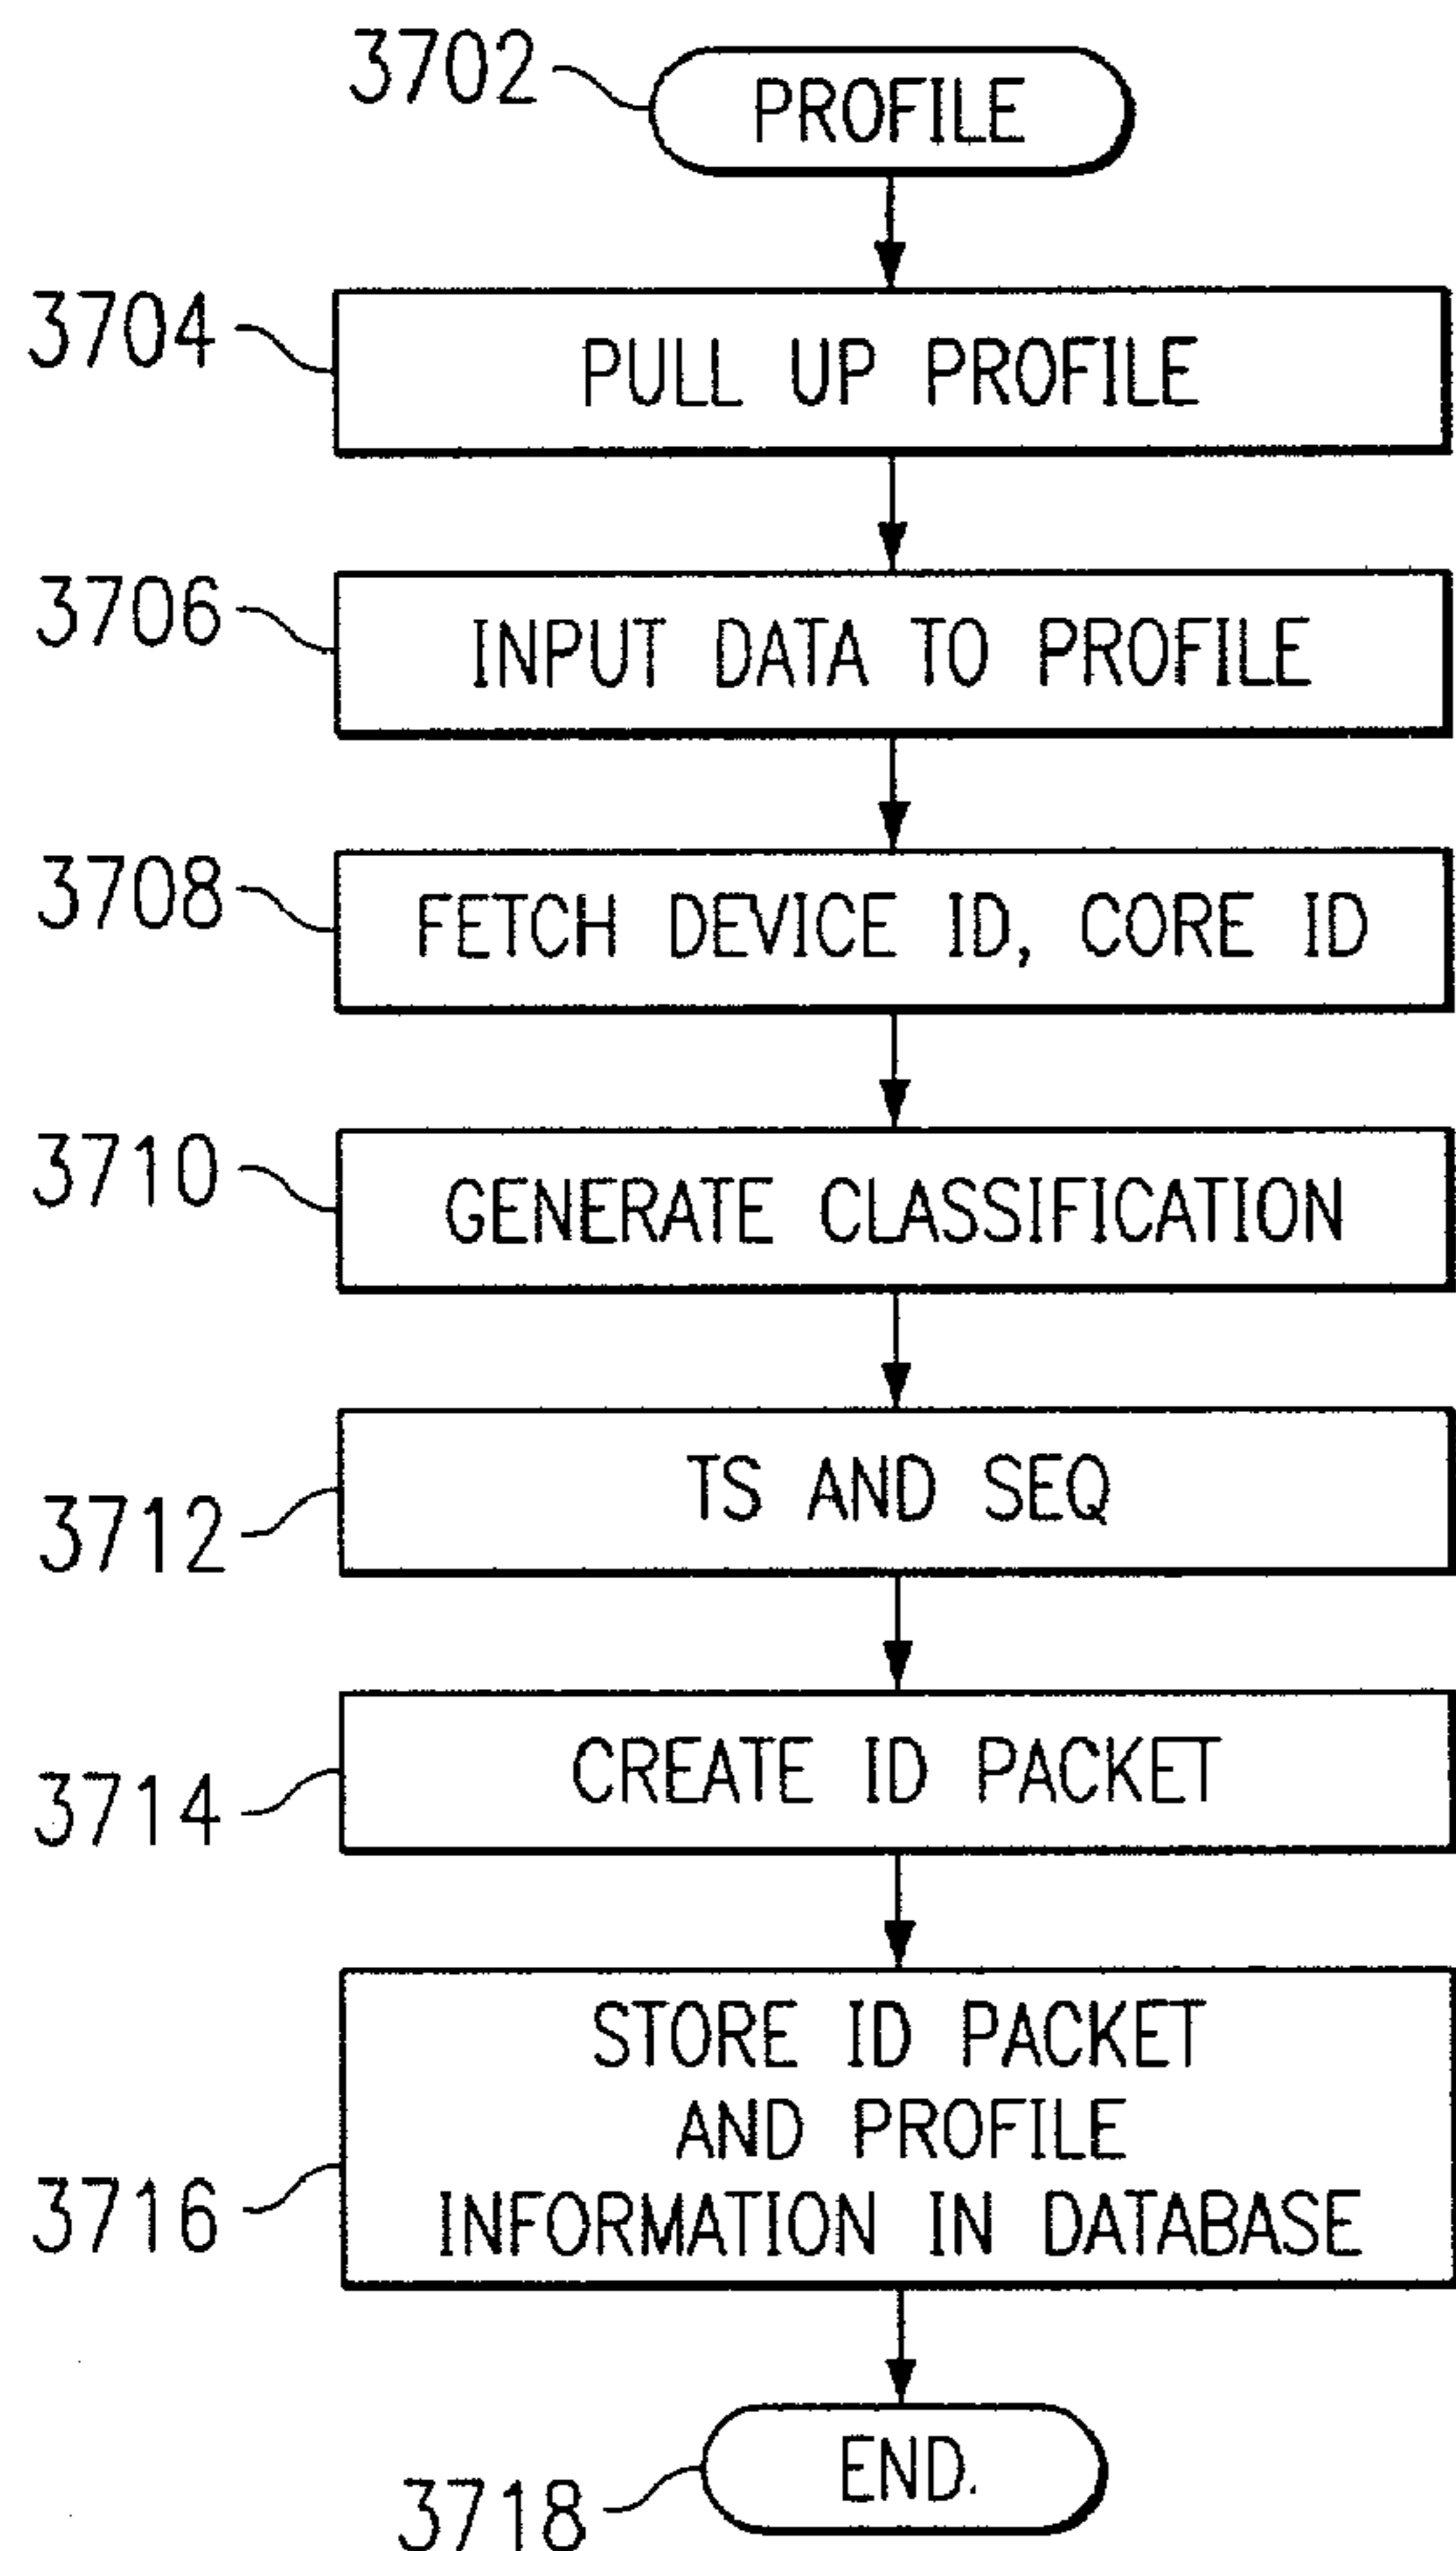 3702
PROFILE
3704
PULL UP PROFILE
3706
INPUT DATA TO PROFILE
3708
FETCH DEVICE ID, CORE ID
3710
GENERATE CLASSIFICATION
3712
TS AND SEQ
3714
CREATE ID PACKET
3716
STORE ID PACKET
AND PROFILE
INFORMATION IN DATABASE
3718
END.